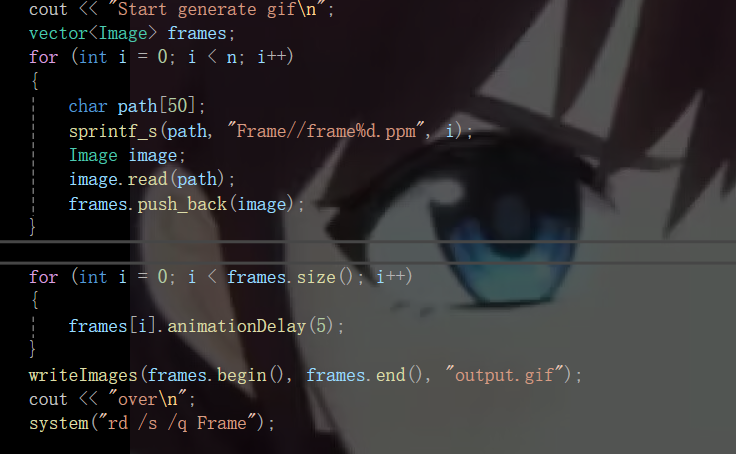 cout << "Start generate gif\n";
vector<Image> frames;
for (int i = 0; i < n; i++)
{
char path[50];
sprintf_s(path, "Frame//frame%d.ppm", i);
Image image;
image.read(path);
frames.push_back(image);
}
for (int i = 0; i < frames.size(); i++)
{
frames[i].animationDelay(5);
}
writeImages(frames.begin(), frames.end(), "output.gif");
cout << "over\n";
system("rd /s /q Frame");